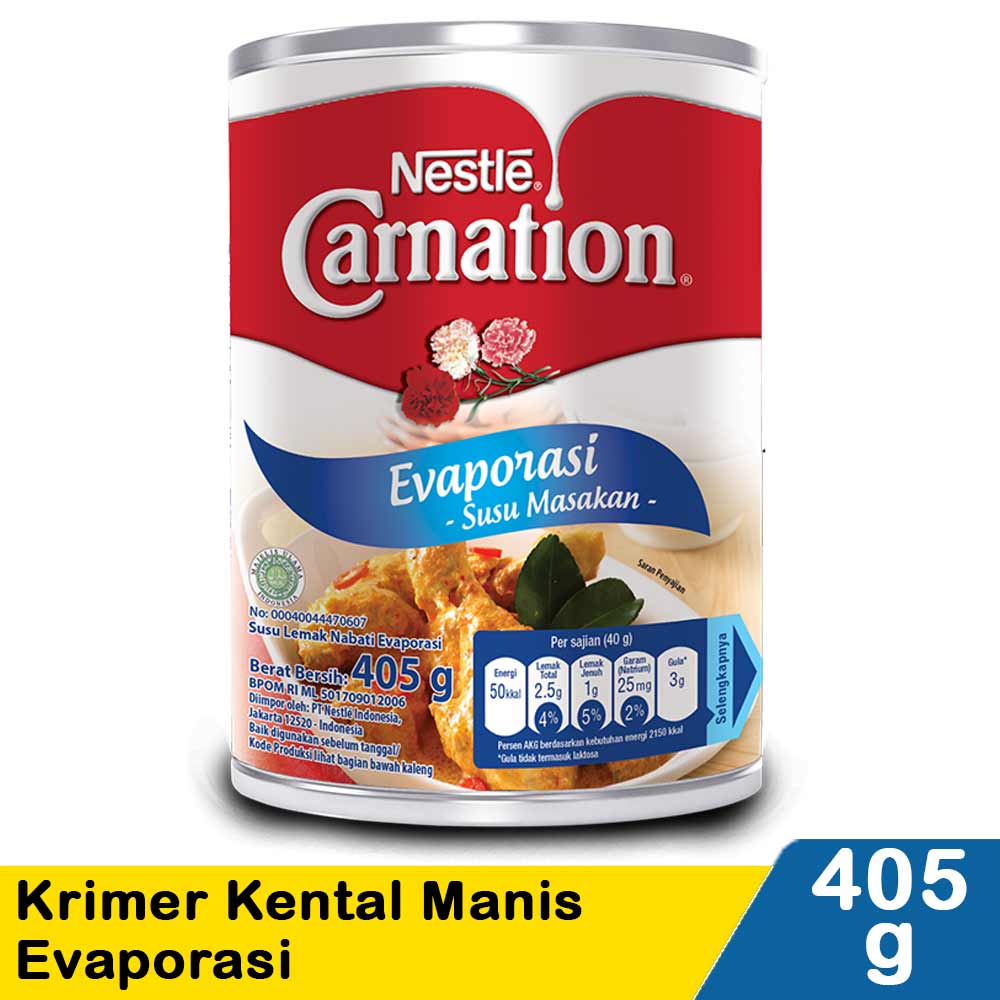 Nestlé®
Carnation®
Evaporasi
- Susu Masakan -
Saran Penyajian
MAJELIS ULAMA
INDONESIA
No: 00040044470607
Susu Lemak Nabati Evaporasi
Berat Bersih: 405 g
BPOM RI ML 501709012006
Diimpor oleh: PT Nestlé Indonesia,
Jakarta 12520 - Indonesia
Baik digunakan sebelum tanggal/
Kode Produksi lihat bagian bawah kaleng
Per sajian (40 g)
Energi
50kkal
Lemak
Total
2.5g
4%
Lemak
Jenuh
1g
5%
Garam
(Natrium)
25mg
2%
Gula*
3g
Persen AKG berdasarkan kebutuhan energi 2150 kkal
*Gula tidak termasuk laktosa
Selengkapnya
Krimer Kental Manis
Evaporasi
405
g